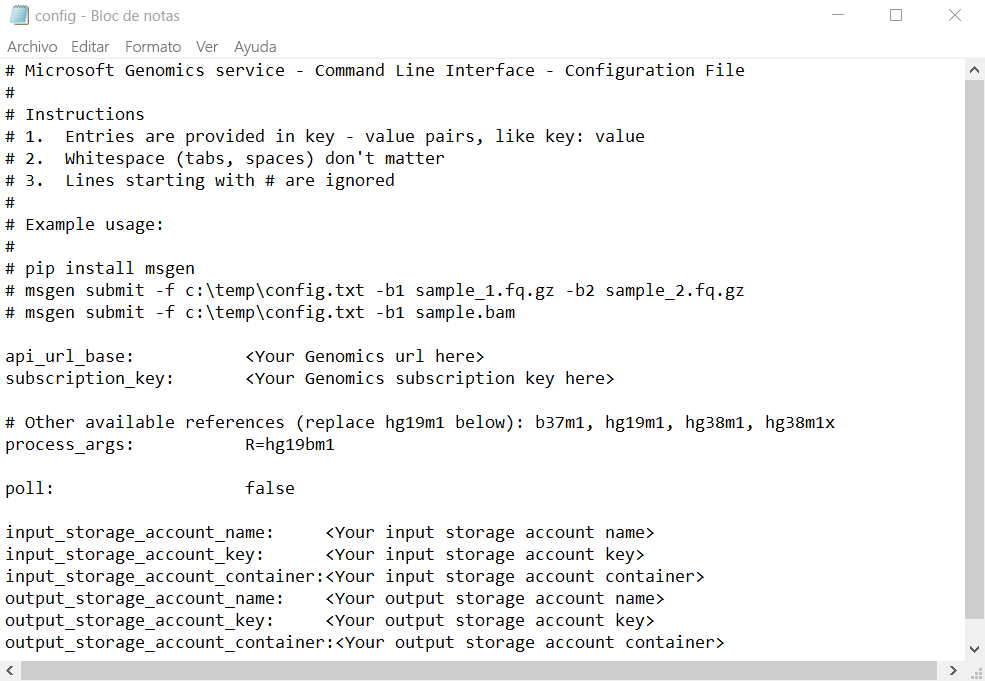 config - Bloc de notas
Archivo Editar Formato Ver Ayuda
# Microsoft Genomics service - Command Line Interface - Configuration File
#
# Instructions
# 1.  Entries are provided in key - value pairs, like key: value
# 2.  Whitespace (tabs, spaces) don't matter
# 3.  Lines starting with # are ignored
#
# Example usage:
#
# pip install msgen
# msgen submit -f c:\temp\config.txt -b1 sample_1.fq.gz -b2 sample_2.fq.gz
# msgen submit -f c:\temp\config.txt -b1 sample.bam
api_url_base:           <Your Genomics url here>
subscription_key:       <Your Genomics subscription key here>
# Other available references (replace hg19m1 below): b37m1, hg19m1, hg38m1, hg38m1x
process_args:           R=hg19bm1
poll:                   false
input_storage_account_name:     <Your input storage account name>
input_storage_account_key:      <Your input storage account key>
input_storage_account_container:<Your input storage account container>
output_storage_account_name:    <Your output storage account name>
output_storage_account_key:     <Your output storage account key>
output_storage_account_container:<Your output storage account container>